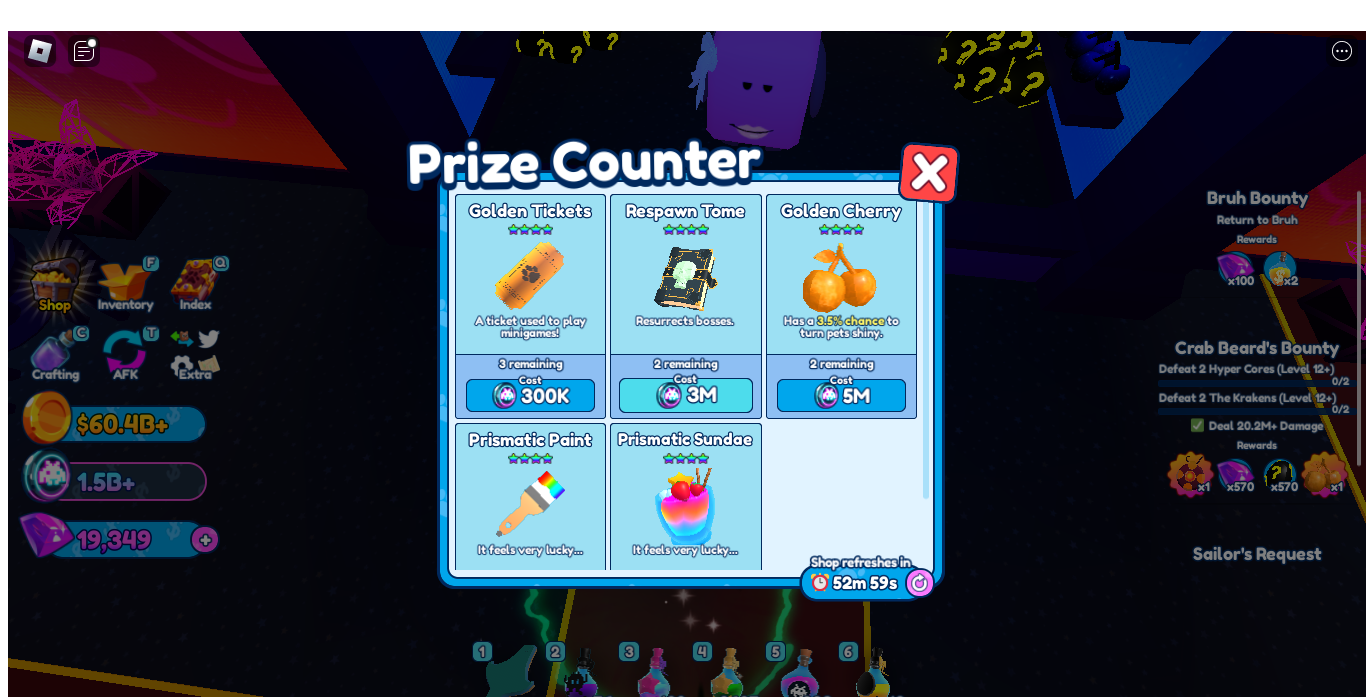 Prize Counter
Golden Tickets
A ticket used to play
minigames!
3 remaining
Cost
300K
Respawn Tome
Resurrects bosses.
2 remaining
Cost
3M
Golden Cherry
Has a 3.5% chance to
turn pets shiny.
2 remaining
Cost
5M
Prismatic Paint
It feels very lucky...
Prismatic Sundae
It feels very lucky...
Shop refreshes in
52m 59s
Shop
F
Inventory
Q
Index
C
Crafting
T
AFK
Extra
$60.4B+
1.5B+
19,349
+
Bruh Bounty
Return to Bruh
Rewards
x100
x2
Crab Beard's Bounty
Defeat 2 Hyper Cores (Level 12+)
0/2
Defeat 2 The Krakens (Level 12+)
0/2
Deal 20.2M+ Damage
Rewards
x1
x570
x570
x1
Sailor's Request
1
2
3
4
5
6